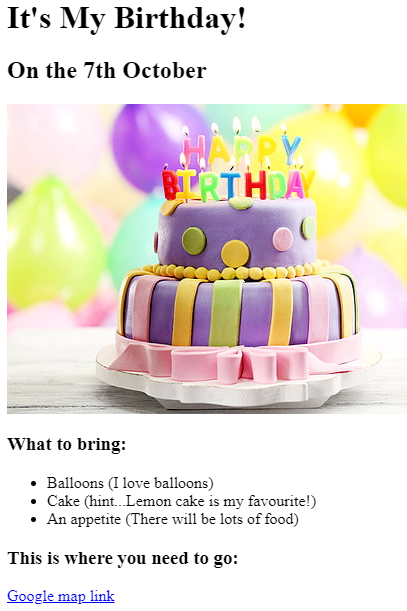 It's My Birthday!
On the 7th October
HAPPY
BIRTHDAY
What to bring:
Balloons (I love balloons)
Cake (hint...Lemon cake is my favourite!)
An appetite (There will be lots of food)
This is where you need to go:
Google map link